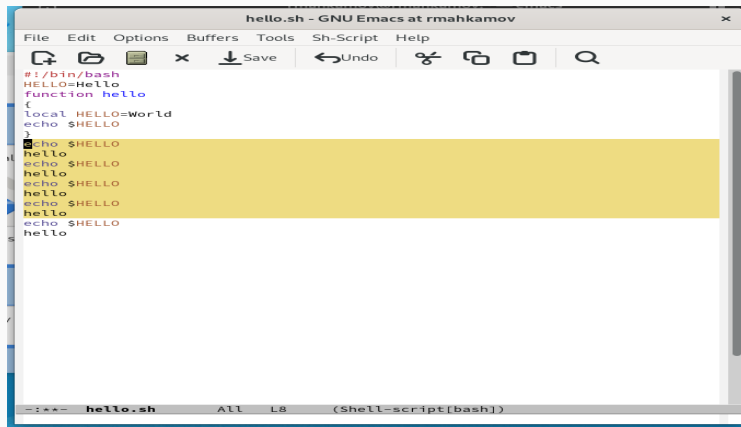 hello.sh - GNU Emacs at rmahkamov
File Edit Options Buffers Tools Sh-Script Help
Save Undo
#!/bin/bash
HELLO=Hello
function hello
{
local HELLO=World
echo $HELLO
}
echo $HELLO
hello
echo $HELLO
hello
echo $HELLO
hello
echo $HELLO
hello
echo $HELLO
hello
-:**- hello.sh All L8 (Shell-script[bash])